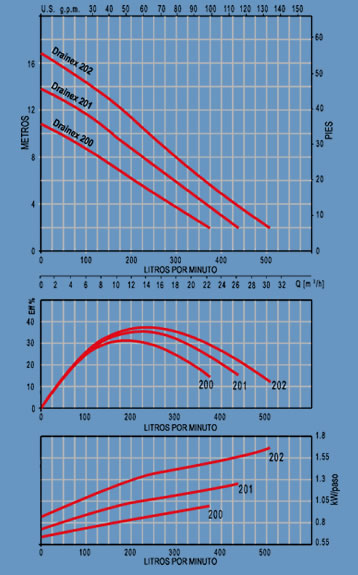 U.S. g.p.m. 30 40 50 60 70 80 90 100 110 120 130 150
METROS
16
12
8
4
0
PIES
60
50
40
30
20
10
0
Drainex 202
Drainex 201
Drainex 200
0 100 200 300 400 500
LITROS POR MINUTO
0 2 4 6 8 10 12 14 16 18 20 22 24 26 28 30 32 Q [m³/h]
Eff %
40
30
20
10
0
200
201
202
0 100 200 300 400 500
LITROS POR MINUTO
1.8
1.55
1.3
1.05
0.8
0.55
kW/paso
202
201
200
0 100 200 300 400 500
LITROS POR MINUTO